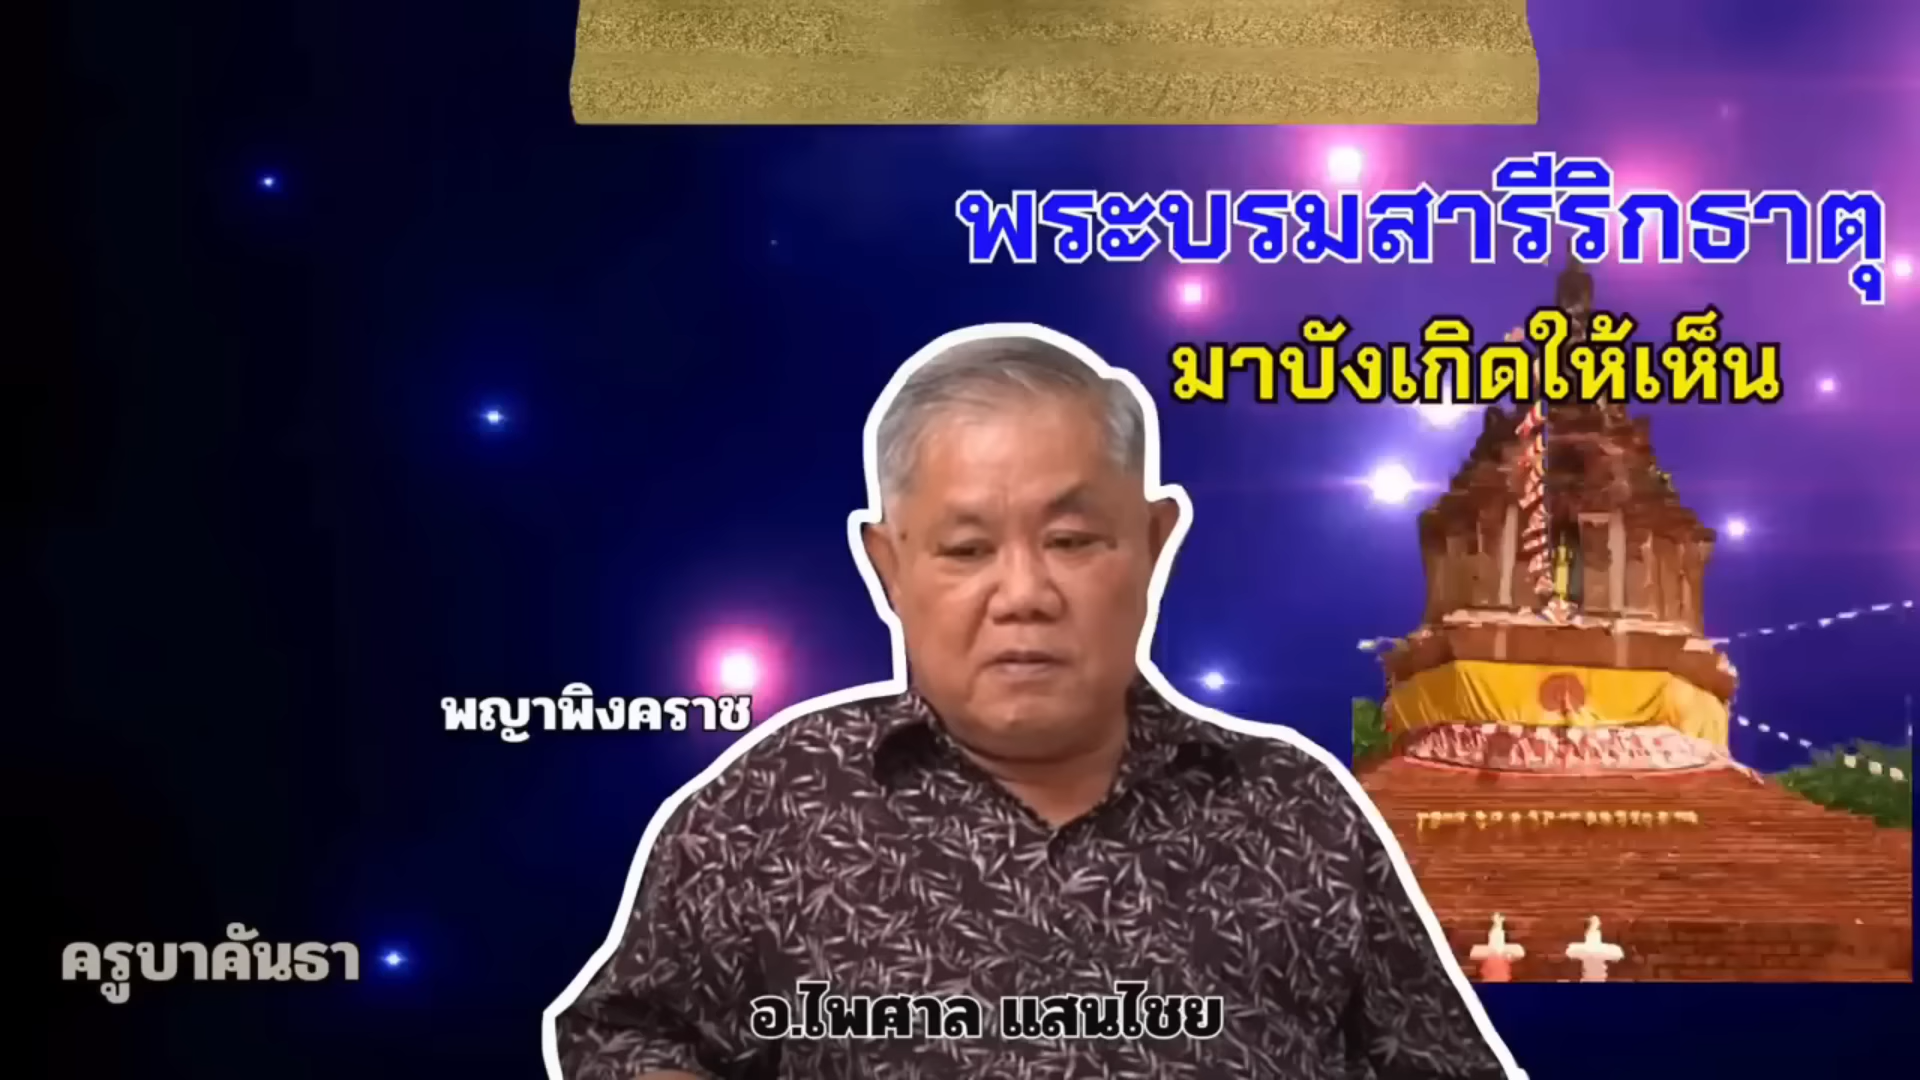 พระบรมสารีริกธาตุ
มาบังเกิดให้เห็น
พญาพิงคราช
ครูบาคันธา
อ.ไพศาล แสนไชย